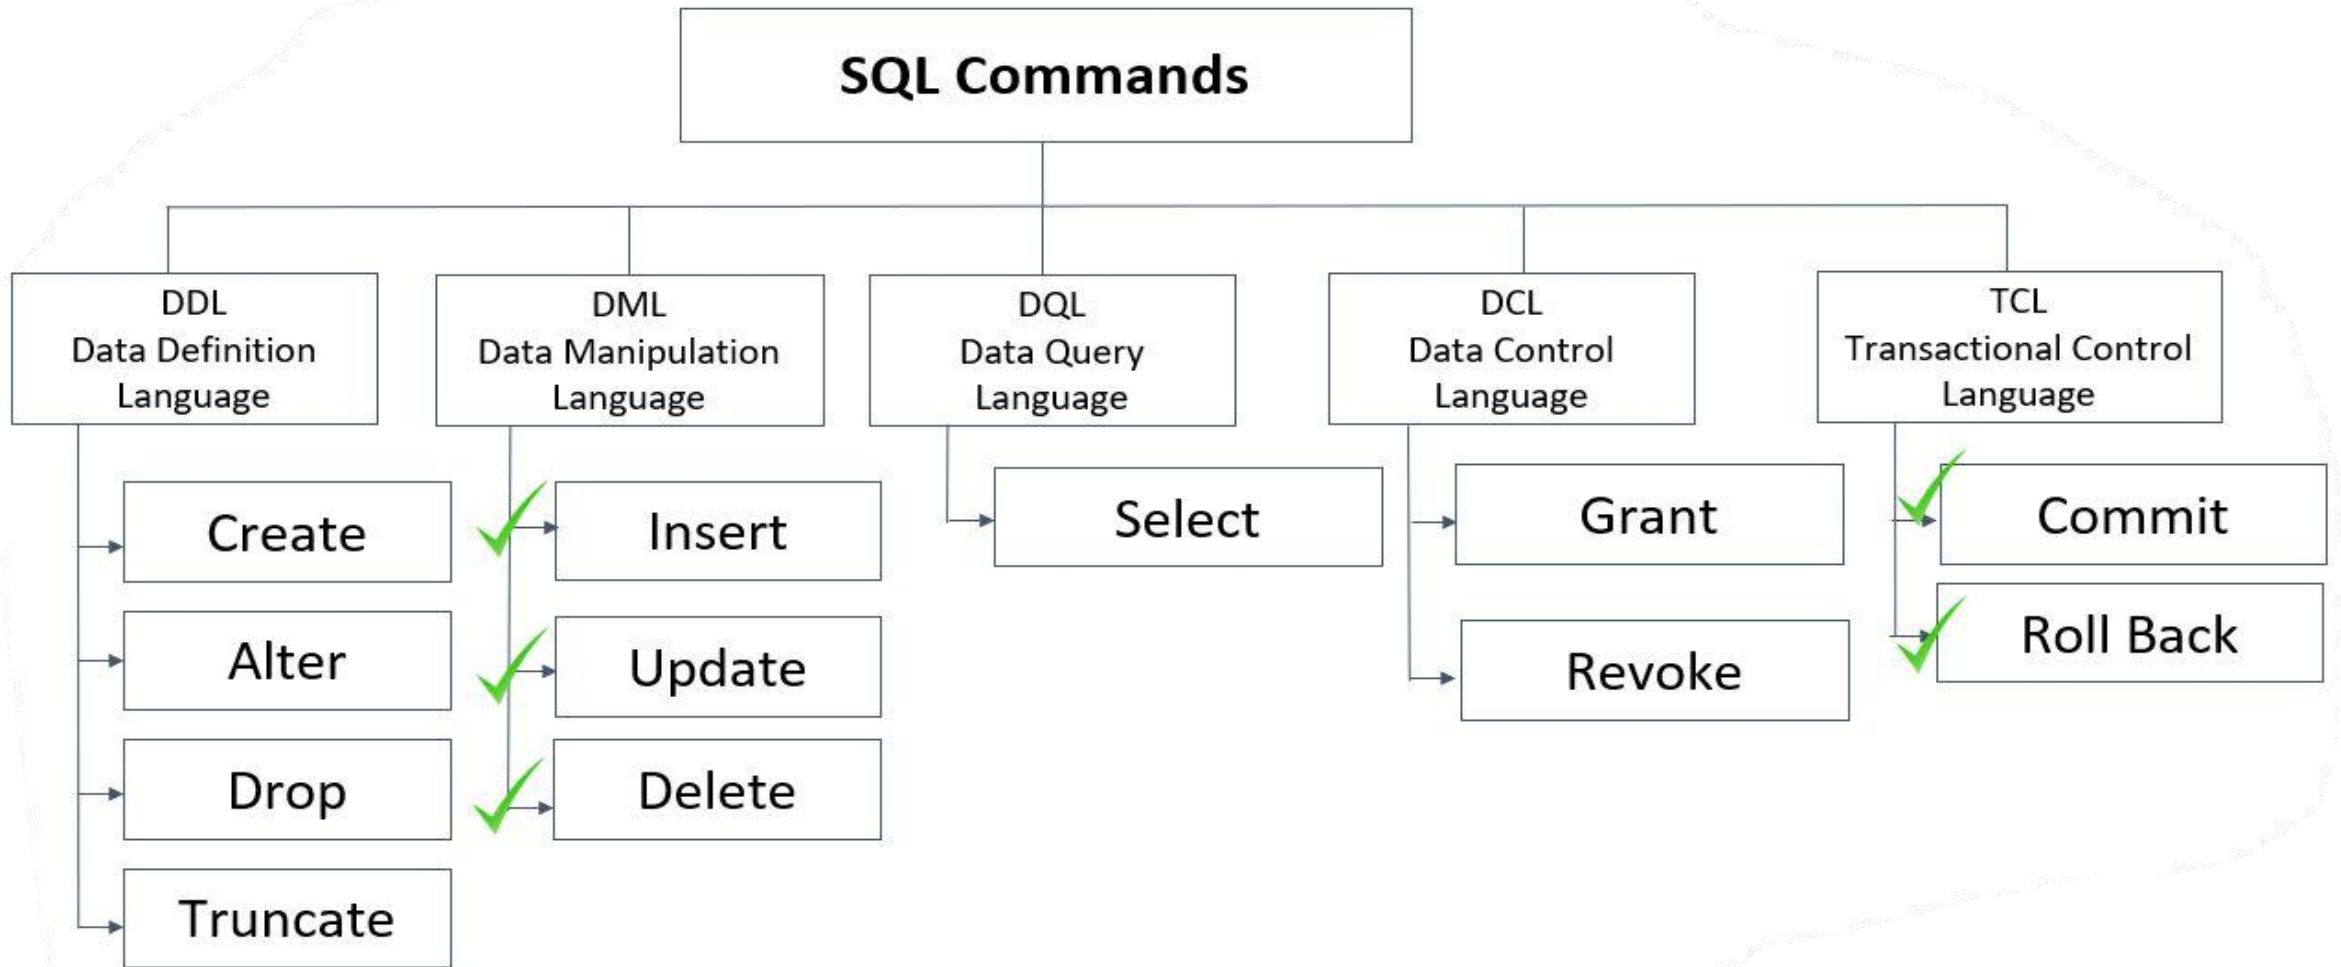 SQL Commands
DDL
Data Definition
Language
DML
Data Manipulation
Language
DQL
Data Query
Language
DCL
Data Control
Language
TCL
Transactional Control
Language
Create
Alter
Drop
Truncate
Insert
Update
Delete
Select
Grant
Revoke
Commit
Roll Back